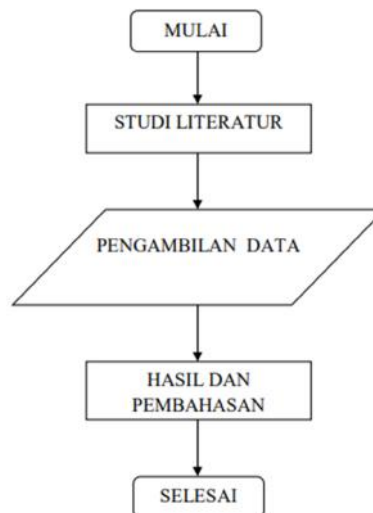 MULAI
STUDI LITERATUR
PENGAMBILAN DATA
HASIL DAN
PEMBAHASAN
SELESAI